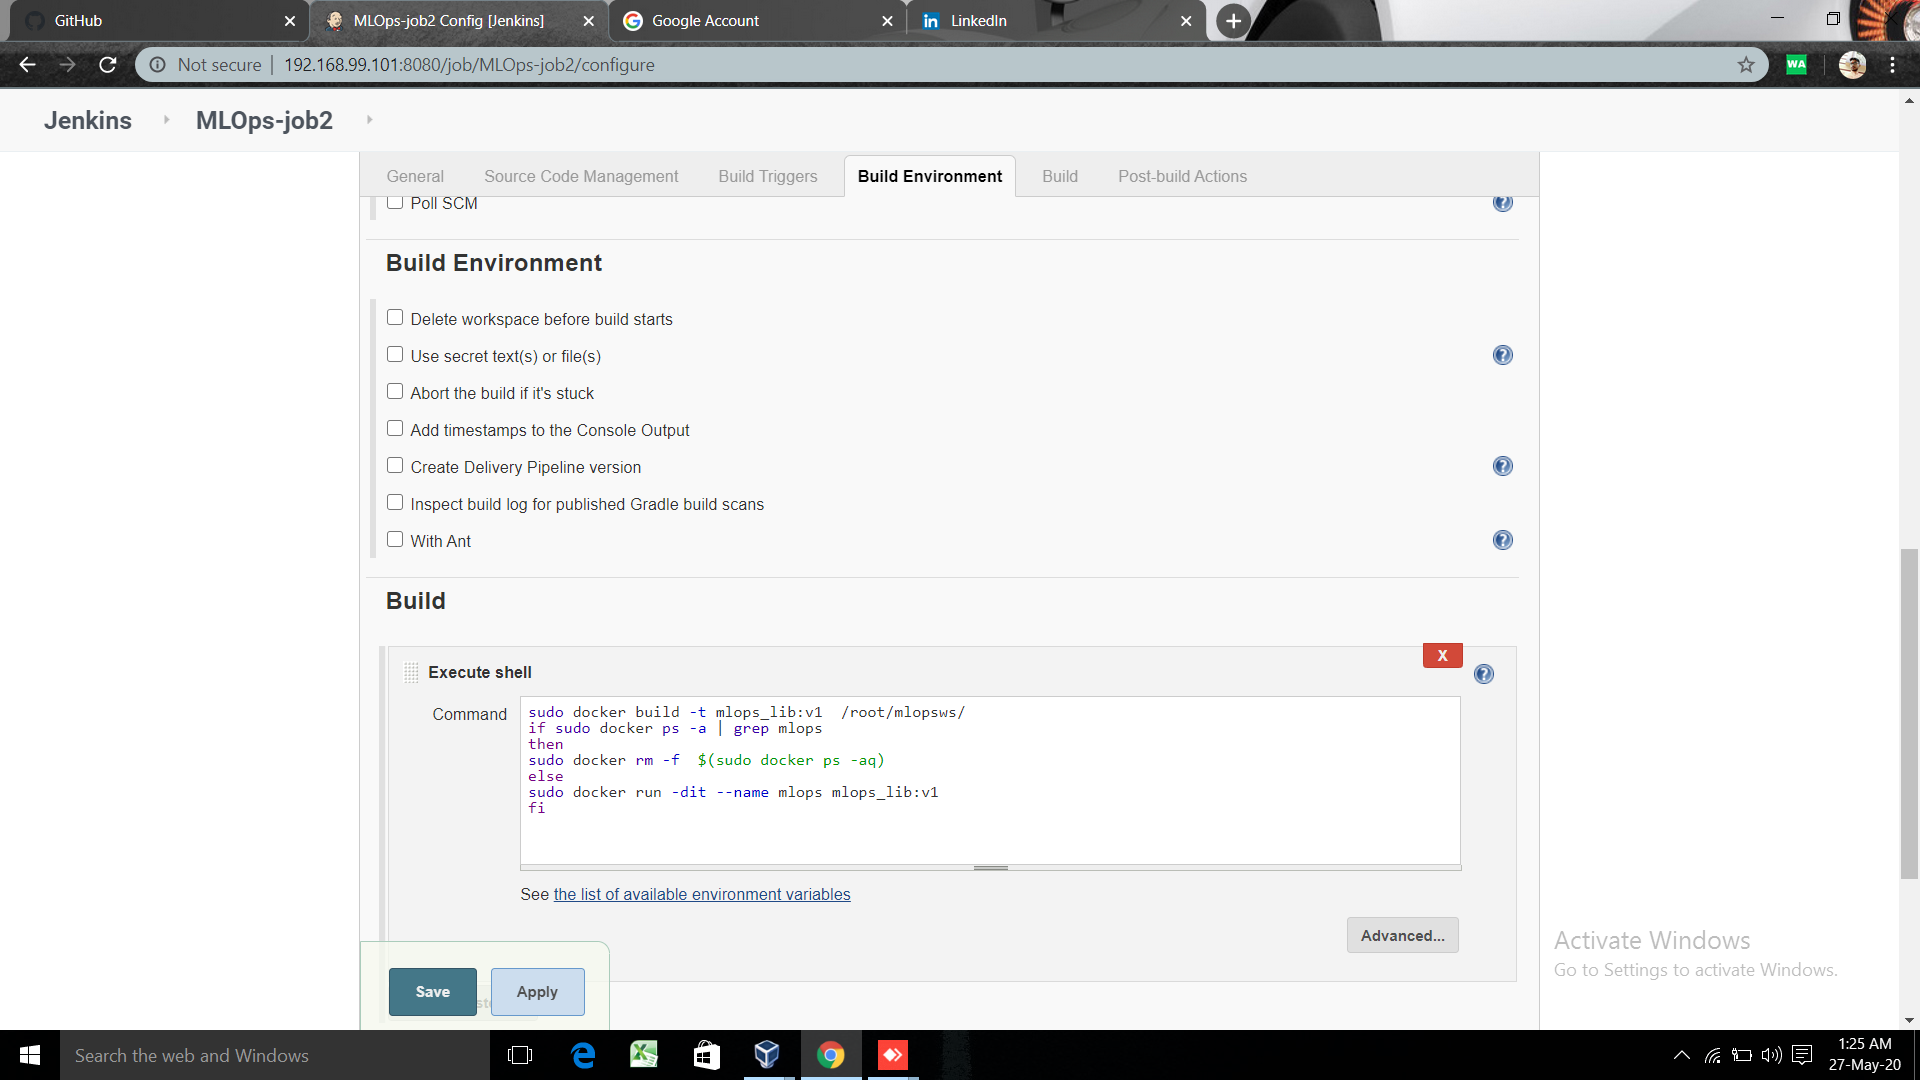 GitHub
MLOps-job2 Config [Jenkins]
Google Account
in LinkedIn
Not secure 192.168.99.101:8080/job/MLOps-job2/configure
WA
Jenkins MLOps-job2
General Source Code Management Build Triggers Build Environment Build Post-build Actions
Poll SCM
Build Environment
Delete workspace before build starts
Use secret text(s) or file(s)
Abort the build if it's stuck
Add timestamps to the Console Output
Create Delivery Pipeline version
Inspect build log for published Gradle build scans
With Ant
Build
X
Execute shell
Command
sudo docker build -t mlops_lib:v1  /root/mlopsws/
if sudo docker ps -a | grep mlops
then
sudo docker rm -f  $(sudo docker ps -aq)
else
sudo docker run -dit --name mlops mlops_lib:v1
fi
See the list of available environment variables
Advanced...
Activate Windows
Go to Settings to activate Windows.
Save
Apply
Search the web and Windows
1:25 AM
27-May-20